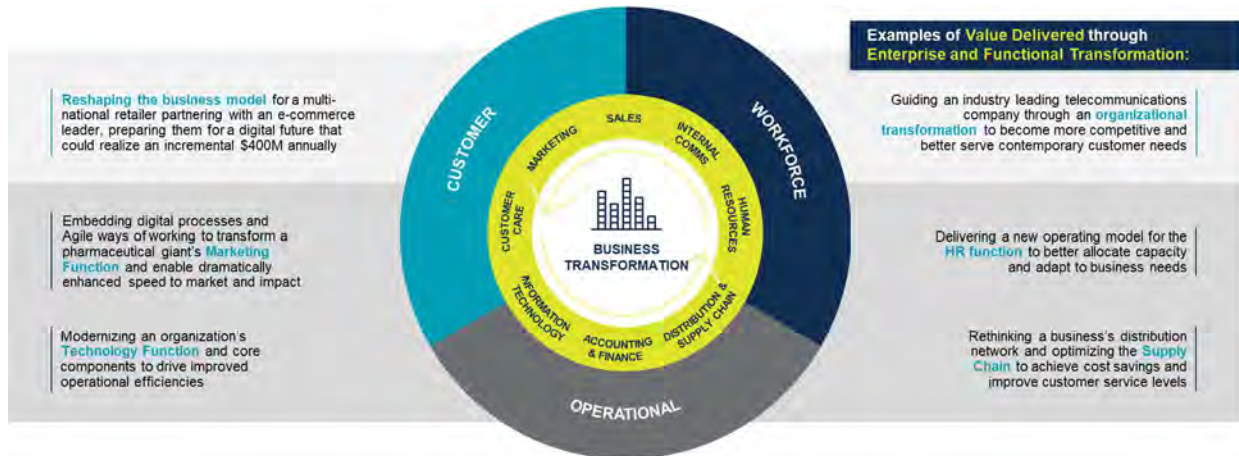 Examples of Value Delivered through
Enterprise and Functional Transformation:
Reshaping the business model for a multi-
national retailer partnering with an e-commerce
leader, preparing them for a digital future that
could realize an incremental $400M annually
Embedding digital processes and
Agile ways of working to transform a
pharmaceutical giant's Marketing
Function and enable dramatically
enhanced speed to market and impact
Modernizing an organization's
Technology Function and core
components to drive improved
operational efficiencies
CUSTOMER
WORKFORCE
OPERATIONAL
MARKETING
SALES
INTERNAL
COMMS
HUMAN
RESOURCES
DISTRIBUTION &
SUPPLY CHAIN
ACCOUNTING
& FINANCE
INFORMATION
TECHNOLOGY
CUSTOMER
CARE
BUSINESS
TRANSFORMATION
Guiding an industry leading telecommunications
company through an organizational
transformation to become more competitive and
better serve contemporary customer needs
Delivering a new operating model for the
HR function to better allocate capacity
and adapt to business needs
Rethinking a business's distribution
network and optimizing the Supply
Chain to achieve cost savings and
improve customer service levels